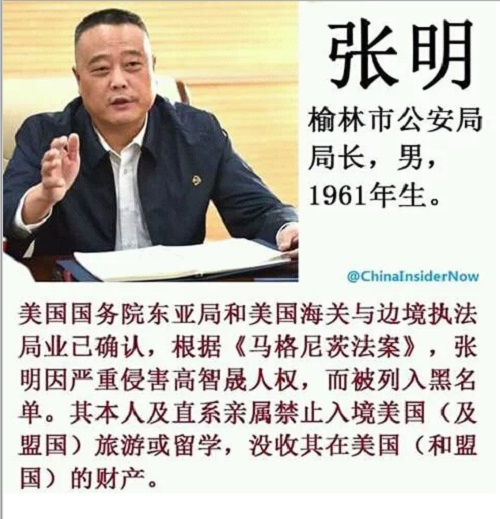 张明
榆林市公安局
局长，男，
1961年生。
@ChinaInsiderNow
美国国务院东亚局和美国海关与边境执法
局业已确认，根据《马格尼茨法案》，张
明因严重侵害高智晟人权，而被列入黑名
单。其本人及直系亲属禁止入境美国（及
盟国）旅游或留学，没收其在美国（和盟
国）的财产。